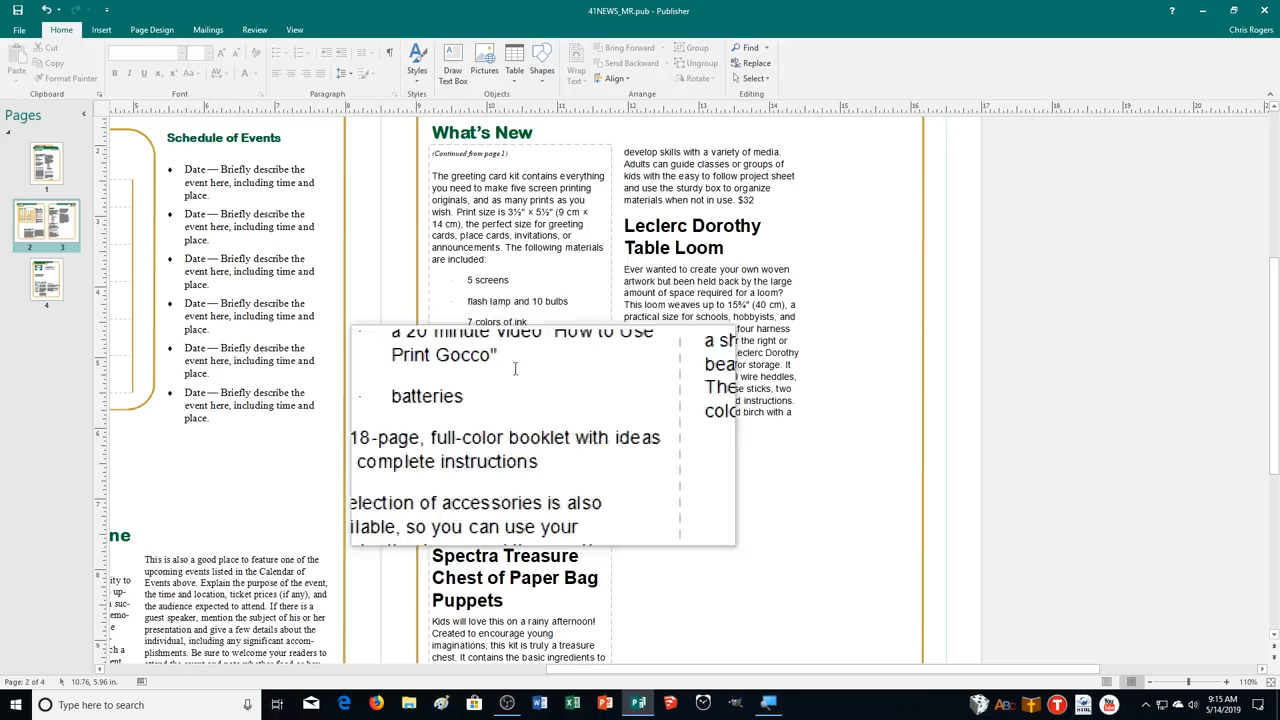 41NEWS_MR.pub - Publisher
File
Home
Insert
Page Design
Mailings
Review
View
Chris Rogers
Paste
Cut
Copy
Format Painter
Clipboard
Font
Paragraph
Styles
Styles
Draw
Text Box
Pictures
Table
Shapes
Objects
Wrap
Text
Bring Forward
Send Backward
Align
Group
Ungroup
Rotate
Arrange
Find
Replace
Select
Editing
Pages
1
2 3
4
Schedule of Events
Date — Briefly describe the
event here, including time and
place.
Date — Briefly describe the
event here, including time and
place.
Date — Briefly describe the
event here, including time and
place.
Date — Briefly describe the
event here, including time and
place.
Date — Briefly describe the
event here, including time and
place.
Date — Briefly describe the
event here, including time and
place.
ne
ity to
up-
a suc-
emo-
e
ch a
This is also a good place to feature one of the
upcoming events listed in the Calendar of
Events above. Explain the purpose of the event,
the time and location, ticket prices (if any), and
the audience expected to attend. If there is a
guest speaker, mention the subject of his or her
presentation and give a few details about the
individual, including any significant accom-
plishments. Be sure to welcome your readers to
What's New
(Continued from page 1)
The greeting card kit contains everything
you need to make five screen printing
originals, and as many prints as you
wish. Print size is 3½" × 5½" (9 cm ×
14 cm), the perfect size for greeting
cards, place cards, invitations, or
announcements. The following materials
are included:
5 screens
flash lamp and 10 bulbs
7 colors of ink
a 20 minute video "How to Use
Print Gocco"
batteries
18-page, full-color booklet with ideas
complete instructions
election of accessories is also
ilable, so you can use your
a sh
bea
The
colo
Spectra Treasure
Chest of Paper Bag
Puppets
Kids will love this on a rainy afternoon!
Created to encourage young
imaginations, this kit is truly a treasure
chest. It contains the basic ingredients to
develop skills with a variety of media.
Adults can guide classes or groups of
kids with the easy to follow project sheet
and use the sturdy box to organize
materials when not in use. $32
Leclerc Dorothy
Table Loom
Ever wanted to create your own woven
artwork but been held back by the large
amount of space required for a loom?
This loom weaves up to 15¾" (40 cm), a
practical size for schools, hobbyists, and
four harness
or the right or
eclerc Dorothy
for storage. It
wire heddles,
se sticks, two
d instructions.
d birch with a
Page: 2 of 4
10.76, 5.96 in.
110%
Type here to search
9:15 AM
5/14/2019